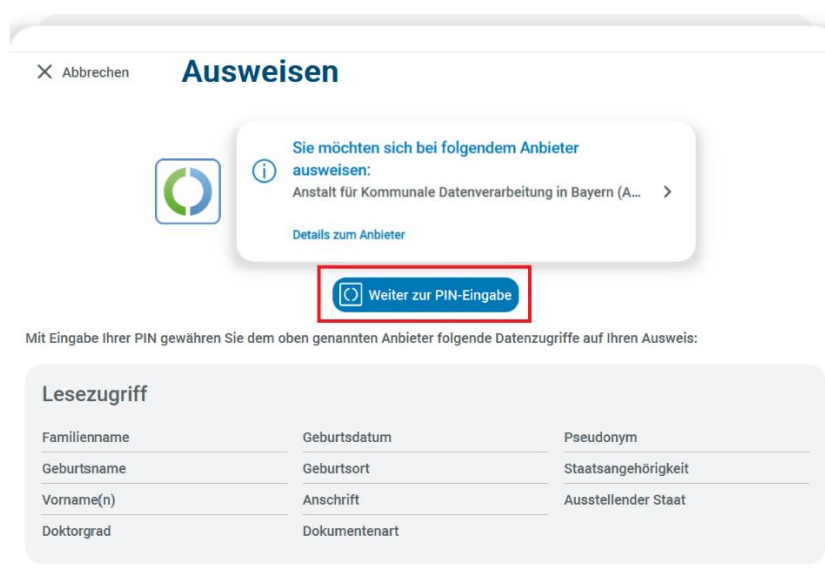 Abbrechen
Ausweisen
Sie möchten sich bei folgendem Anbieter
ausweisen:
Anstalt für Kommunale Datenverarbeitung in Bayern (A...
Details zum Anbieter
Weiter zur PIN-Eingabe
Mit Eingabe Ihrer PIN gewähren Sie dem oben genannten Anbieter folgende Datenzugriffe auf Ihren Ausweis:
Lesezugriff
Familienname Geburtsdatum Pseudonym
Geburtsname Geburtsort Staatsangehörigkeit
Vorname(n) Anschrift Ausstellender Staat
Doktorgrad Dokumentenart